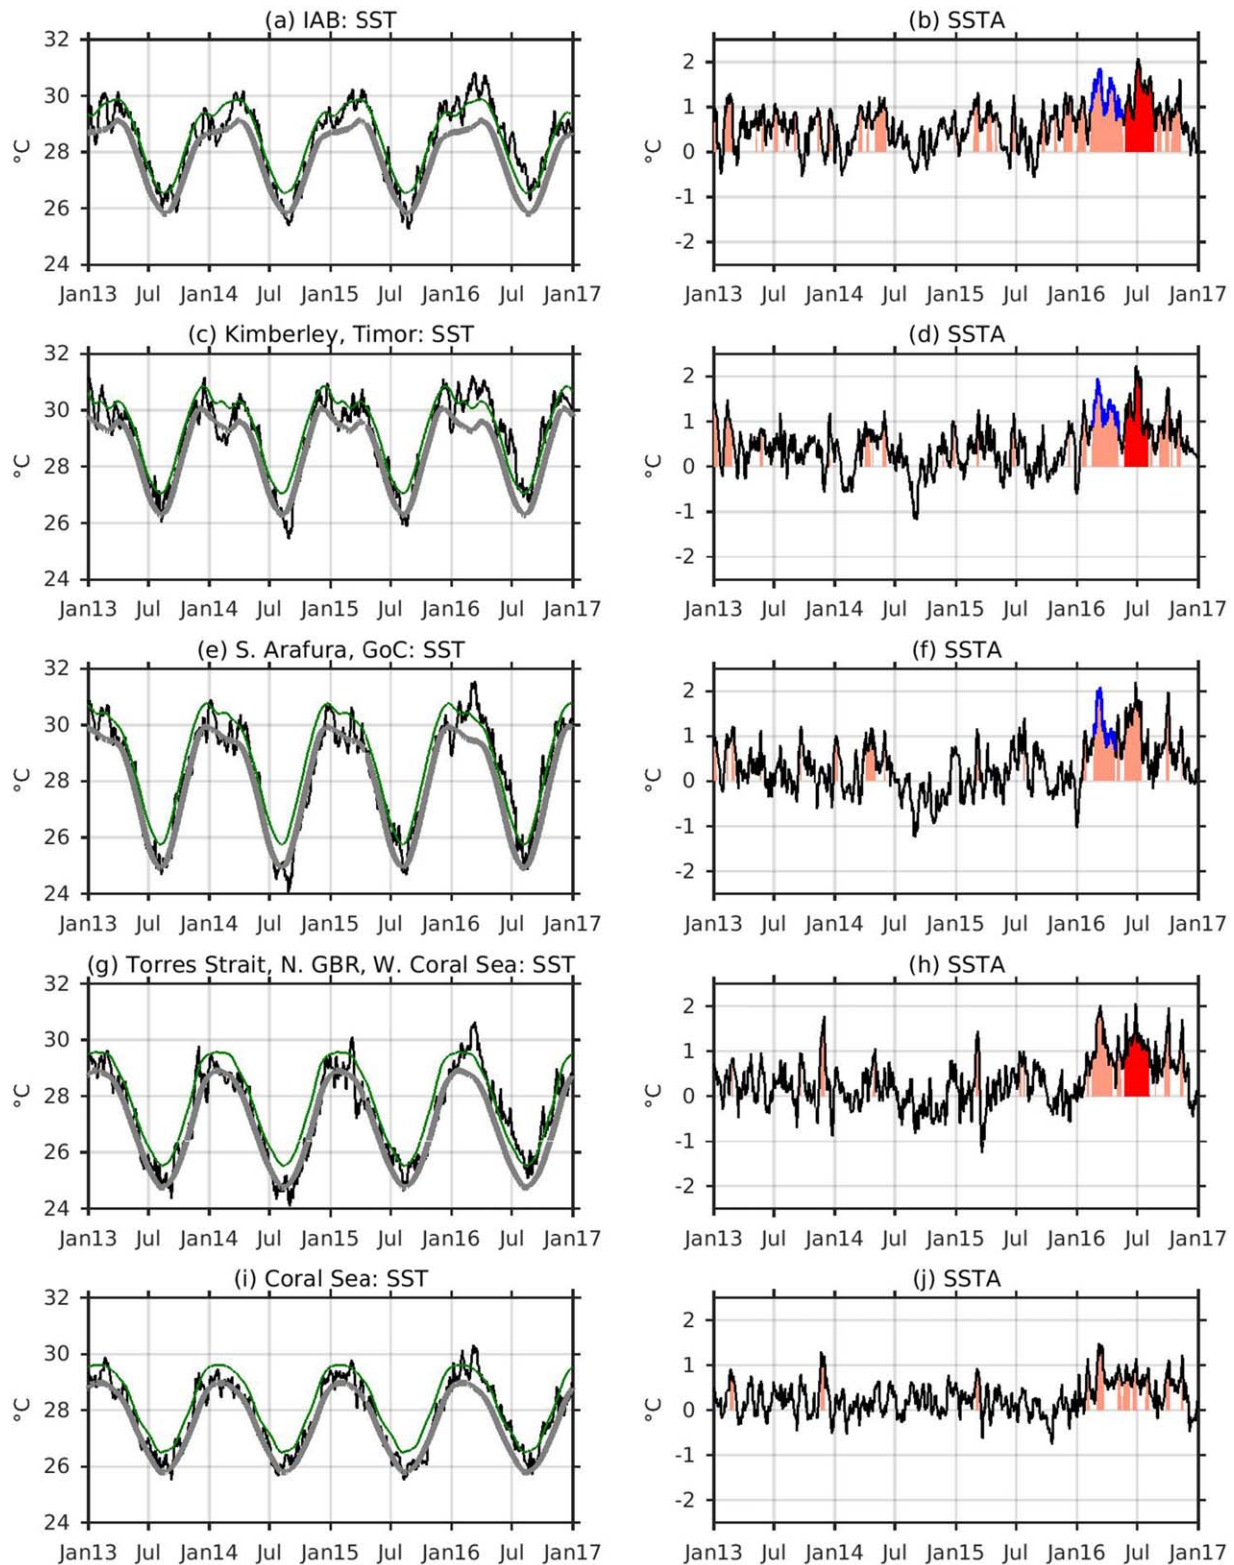 (a) IAB: SST
32
30
28
26
24
°C
Jan13 Jul Jan14 Jul Jan15 Jul Jan16 Jul Jan17
(b) SSTA
2
1
0
-1
-2
°C
Jan13 Jul Jan14 Jul Jan15 Jul Jan16 Jul Jan17
(c) Kimberley, Timor: SST
32
30
28
26
24
°C
Jan13 Jul Jan14 Jul Jan15 Jul Jan16 Jul Jan17
(d) SSTA
2
1
0
-1
-2
°C
Jan13 Jul Jan14 Jul Jan15 Jul Jan16 Jul Jan17
(e) S. Arafura, GoC: SST
32
30
28
26
24
°C
Jan13 Jul Jan14 Jul Jan15 Jul Jan16 Jul Jan17
(f) SSTA
2
1
0
-1
-2
°C
Jan13 Jul Jan14 Jul Jan15 Jul Jan16 Jul Jan17
(g) Torres Strait, N. GBR, W. Coral Sea: SST
32
30
28
26
24
°C
Jan13 Jul Jan14 Jul Jan15 Jul Jan16 Jul Jan17
(h) SSTA
2
1
0
-1
-2
°C
Jan13 Jul Jan14 Jul Jan15 Jul Jan16 Jul Jan17
(i) Coral Sea: SST
32
30
28
26
24
°C
Jan13 Jul Jan14 Jul Jan15 Jul Jan16 Jul Jan17
(j) SSTA
2
1
0
-1
-2
°C
Jan13 Jul Jan14 Jul Jan15 Jul Jan16 Jul Jan17